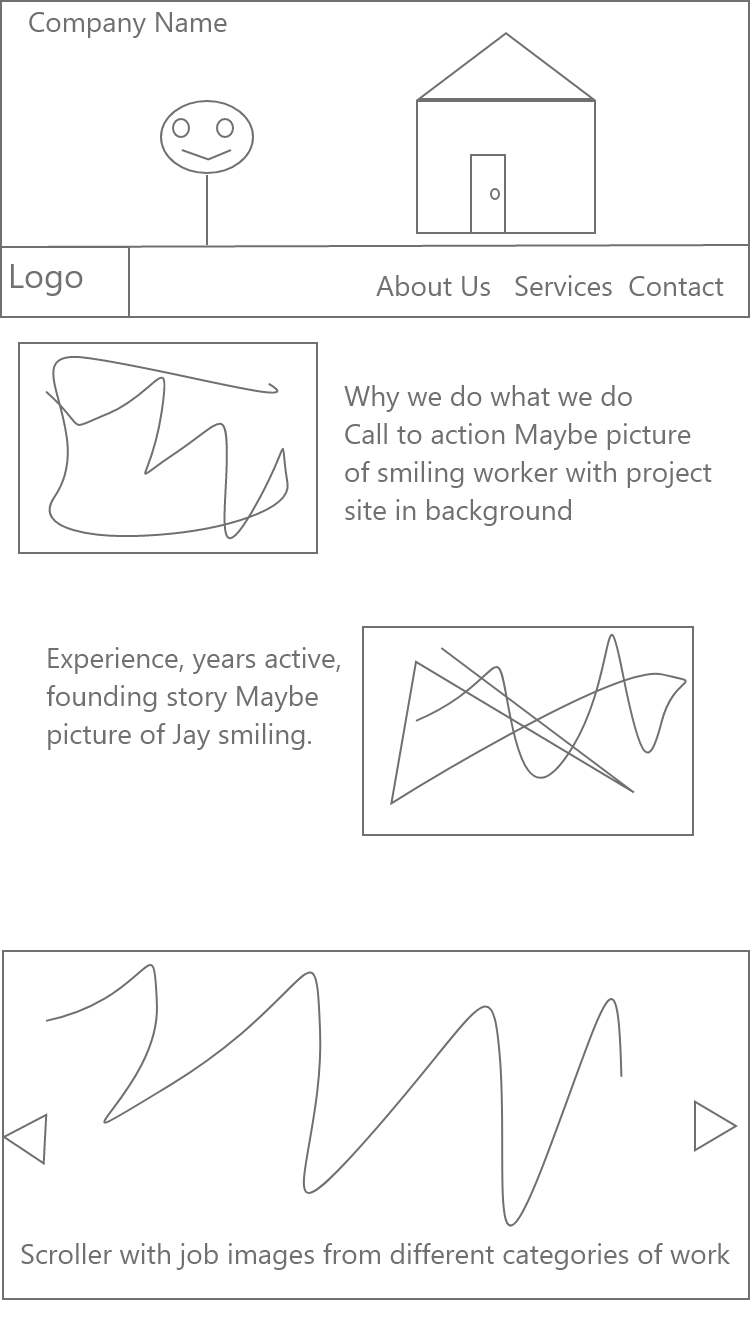 Company Name
Logo
About Us Services Contact
Why we do what we do
Call to action Maybe picture
of smiling worker with project
site in background
Experience, years active,
founding story Maybe
picture of Jay smiling.
Scroller with job images from different categories of work